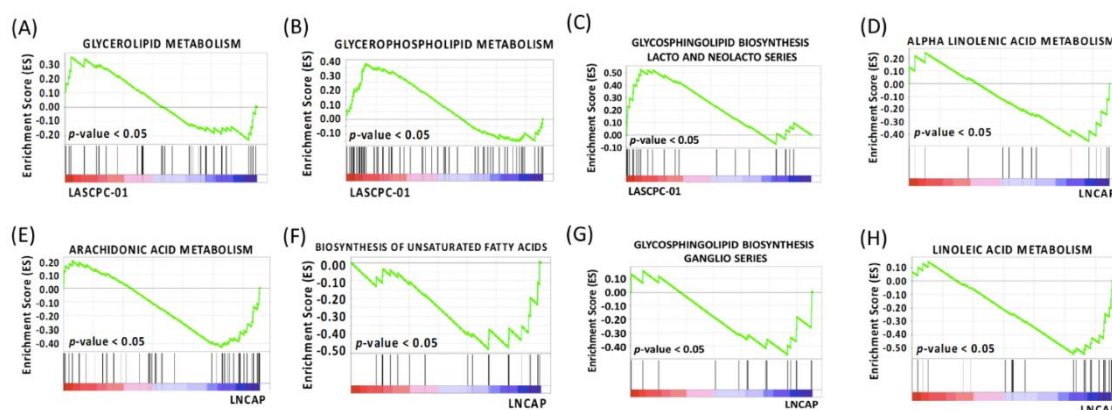 (A)
GLYCEROLIPID METABOLISM
Enrichment Score (ES)
0.30
0.20
0.10
0.00
-0.10
-0.20
p-value < 0.05
LASCPC-01
(B)
GLYCEROPHOSPHOLIPID METABOLISM
Enrichment Score (ES)
0.40
0.30
0.20
0.10
0.00
-0.10
p-value < 0.05
LASCPC-01
(C)
GLYCOSPHINGOLIPID BIOSYNTHESIS
LACTO AND NEOLACTO SERIES
Enrichment Score (ES)
0.50
0.40
0.30
0.20
0.10
0.00
-0.10
p-value < 0.05
LASCPC-01
(D)
ALPHA LINOLENIC ACID METABOLISM
Enrichment Score (ES)
0.20
0.10
0.00
-0.10
-0.20
-0.30
-0.40
p-value < 0.05
LNCAP
(E)
ARACHIDONIC ACID METABOLISM
Enrichment Score (ES)
0.20
0.10
0.00
-0.10
-0.20
-0.30
-0.40
p-value < 0.05
LNCAP
(F)
BIOSYNTHESIS OF UNSATURATED FATTY ACIDS
Enrichment Score (ES)
0.00
-0.10
-0.20
-0.30
-0.40
-0.50
p-value < 0.05
LNCAP
(G)
GLYCOSPHINGOLIPID BIOSYNTHESIS
GANGLIO SERIES
Enrichment Score (ES)
0.10
0.00
-0.10
-0.20
-0.30
-0.40
p-value < 0.05
LNCAP
(H)
LINOLEIC ACID METABOLISM
Enrichment Score (ES)
0.10
0.00
-0.10
-0.20
-0.30
-0.40
-0.50
p-value < 0.05
LNCAP